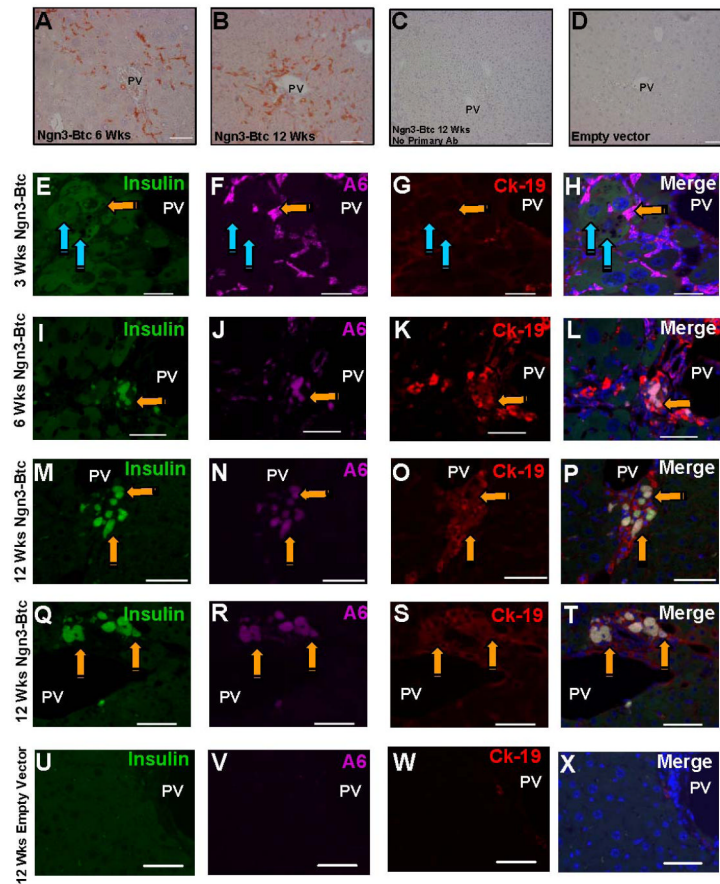 A
PV
Ngn3-Btc 6 Wks
B
PV
Ngn3-Btc 12 Wks
C
PV
Ngn3-Btc 12 Wks
No Primary Ab
D
PV
Empty vector
3 Wks Ngn3-Btc
E
Insulin
PV
F
A6
PV
G
Ck-19
PV
H
Merge
PV
6 Wks Ngn3-Btc
I
Insulin
PV
J
A6
PV
K
Ck-19
PV
L
Merge
PV
12 Wks Ngn3-Btc
M
PV
Insulin
N
PV
A6
O
PV
Ck-19
P
PV
Merge
12 Wks Ngn3-Btc
Q
Insulin
PV
R
A6
PV
S
Ck-19
PV
T
Merge
PV
12 Wks Empty Vector
U
Insulin
PV
V
A6
PV
W
Ck-19
PV
X
Merge
PV